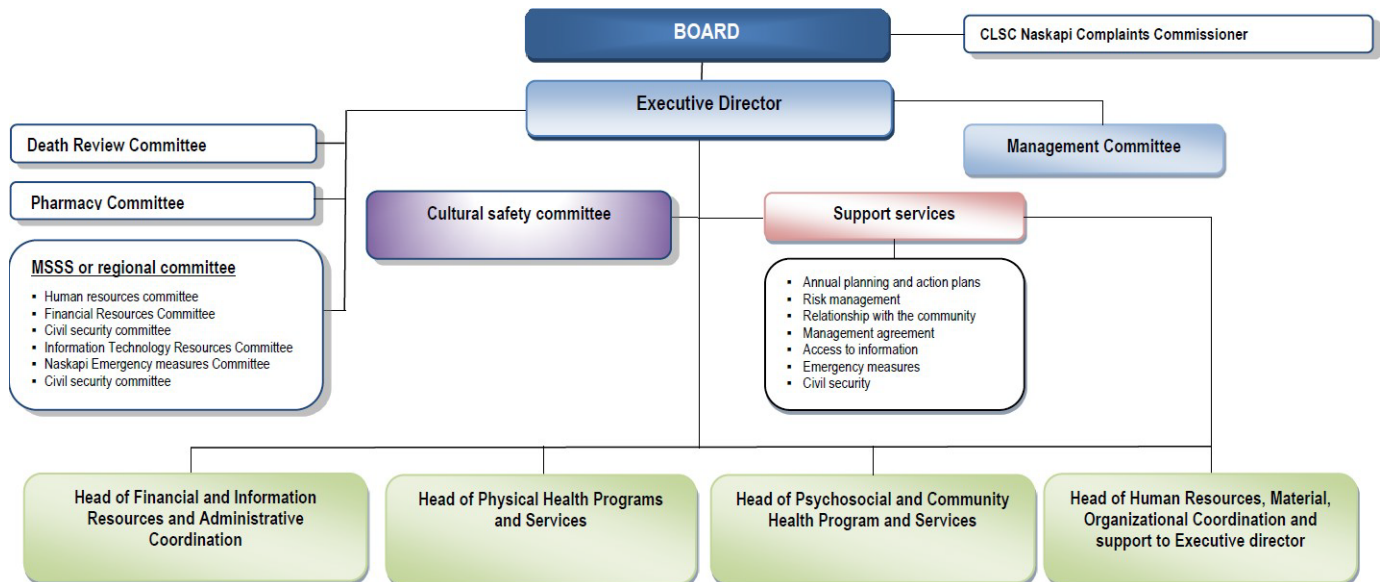 BOARD
CLSC Naskapi Complaints Commissioner
Executive Director
Death Review Committee
Management Committee
Pharmacy Committee
Cultural safety committee
Support services
MSSS or regional committee
▪ Human resources committee
▪ Financial Resources Committee
▪ Civil security committee
▪ Information Technology Resources Committee
▪ Naskapi Emergency measures Committee
▪ Civil security committee
▪ Annual planning and action plans
▪ Risk management
▪ Relationship with the community
▪ Management agreement
▪ Access to information
▪ Emergency measures
▪ Civil security
Head of Financial and Information
Resources and Administrative
Coordination
Head of Physical Health Programs
and Services
Head of Psychosocial and Community
Health Program and Services
Head of Human Resources, Material,
Organizational Coordination and
support to Executive director